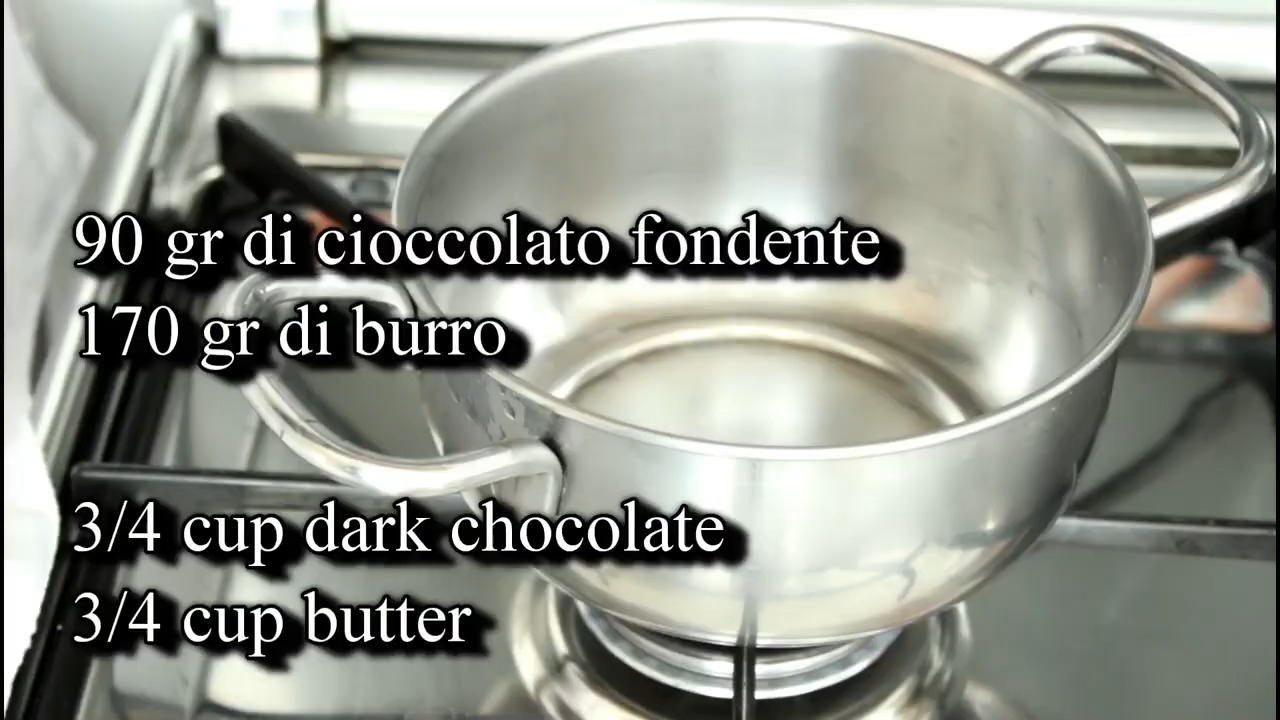 90 gr di cioccolato fondente
170 gr di burro
3/4 cup dark chocolate
3/4 cup butter